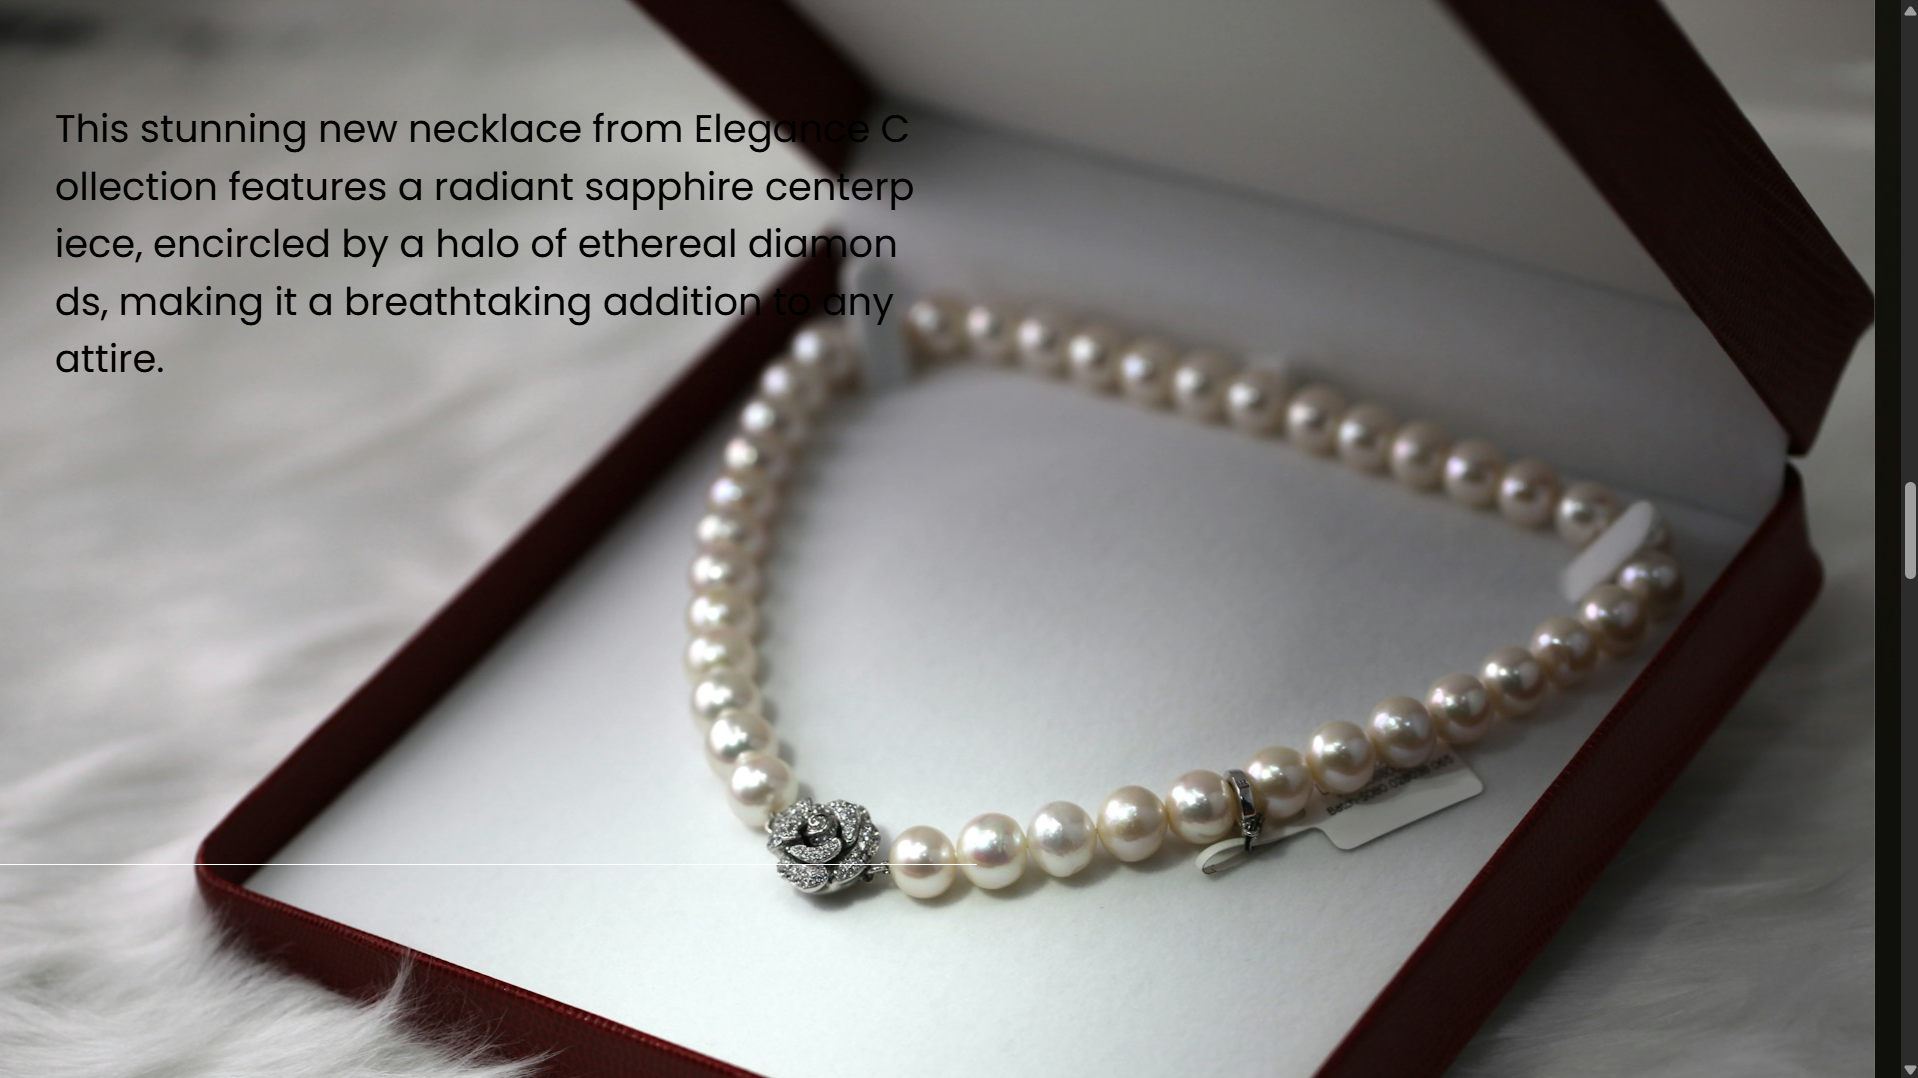 This stunning new necklace from Elegance C
ollection features a radiant sapphire centerp
iece, encircled by a halo of ethereal diamon
ds, making it a breathtaking addition to any
attire.